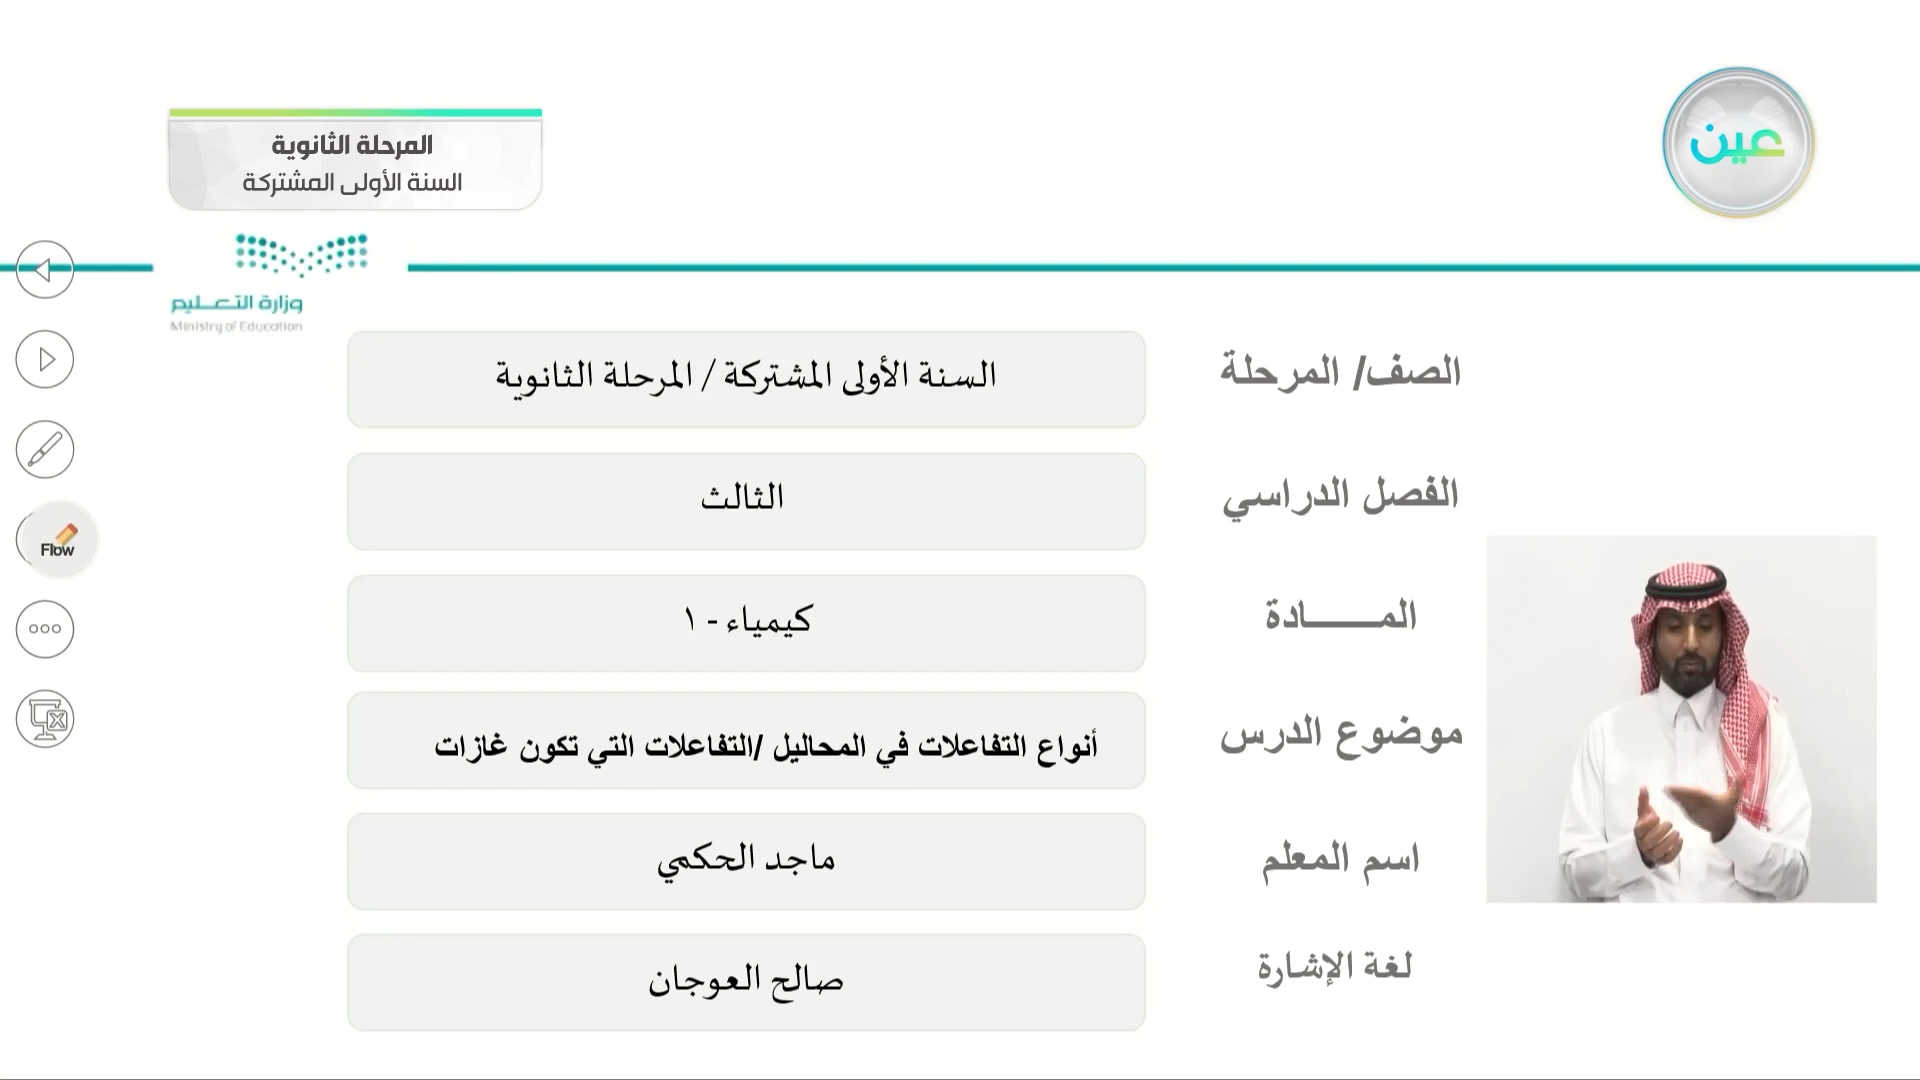 المرحلة الثانوية
السنة الأولى المشتركة
عين
وزارة التعليم
Ministry of Education
الصف/ المرحلة
السنة الأولى المشتركة / المرحلة الثانوية
الفصل الدراسي
الثالث
المـــــــادة
كيمياء - ١
موضوع الدرس
أنواع التفاعلات في المحاليل /التفاعلات التي تكون غازات
اسم المعلم
ماجد الحكمي
لغة الإشارة
صالح العوجان
Flow